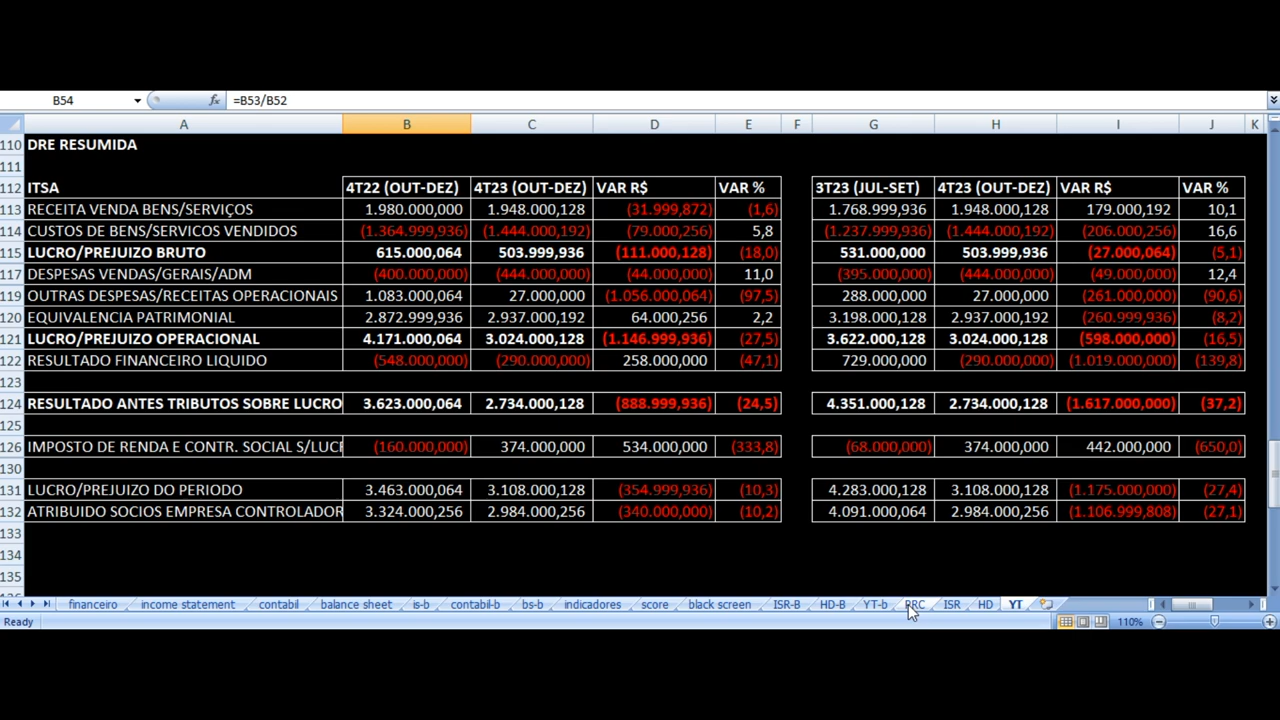 B54 fx =B53/B52
A B C D E F G H I J K
110 DRE RESUMIDA
111
112 ITSA 4T22 (OUT-DEZ) 4T23 (OUT-DEZ) VAR R$ VAR % 3T23 (JUL-SET) 4T23 (OUT-DEZ) VAR R$ VAR %
113 RECEITA VENDA BENS/SERVIÇOS 1.980.000,000 1.948.000,128 (31.999,872) (1,6) 1.768.999,936 1.948.000,128 179.000,192 10,1
114 CUSTOS DE BENS/SERVICOS VENDIDOS (1.364.999,936) (1.444.000,192) (79.000,256) 5,8 (1.237.999,936) (1.444.000,192) (206.000,256) 16,6
115 LUCRO/PREJUIZO BRUTO 615.000,064 503.999,936 (111.000,128) (18,0) 531.000,000 503.999,936 (27.000,064) (5,1)
117 DESPESAS VENDAS/GERAIS/ADM (400.000,000) (444.000,000) (44.000,000) 11,0 (395.000,000) (444.000,000) (49.000,000) 12,4
119 OUTRAS DESPESAS/RECEITAS OPERACIONAIS 1.083.000,064 27.000,000 (1.056.000,064) (97,5) 288.000,000 27.000,000 (261.000,000) (90,6)
120 EQUIVALENCIA PATRIMONIAL 2.872.999,936 2.937.000,192 64.000,256 2,2 3.198.000,128 2.937.000,192 (260.999,936) (8,2)
121 LUCRO/PREJUIZO OPERACIONAL 4.171.000,064 3.024.000,128 (1.146.999,936) (27,5) 3.622.000,128 3.024.000,128 (598.000,000) (16,5)
122 RESULTADO FINANCEIRO LIQUIDO (548.000,000) (290.000,000) 258.000,000 (47,1) 729.000,000 (290.000,000) (1.019.000,000) (139,8)
123
124 RESULTADO ANTES TRIBUTOS SOBRE LUCRO 3.623.000,064 2.734.000,128 (888.999,936) (24,5) 4.351.000,128 2.734.000,128 (1.617.000,000) (37,2)
125
126 IMPOSTO DE RENDA E CONTR. SOCIAL S/LUCR (160.000,000) 374.000,000 534.000,000 (333,8) (68.000,000) 374.000,000 442.000,000 (650,0)
130
131 LUCRO/PREJUIZO DO PERIODO 3.463.000,064 3.108.000,128 (354.999,936) (10,3) 4.283.000,128 3.108.000,128 (1.175.000,000) (27,4)
132 ATRIBUIDO SOCIOS EMPRESA CONTROLADOR 3.324.000,256 2.984.000,256 (340.000,000) (10,2) 4.091.000,064 2.984.000,256 (1.106.999,808) (27,1)
133
134
135
financeiro income statement contabil balance sheet is-b contabil-b bs-b indicadores score black screen ISR-B HD-B YT-b PRC ISR HD YT
Ready 110%